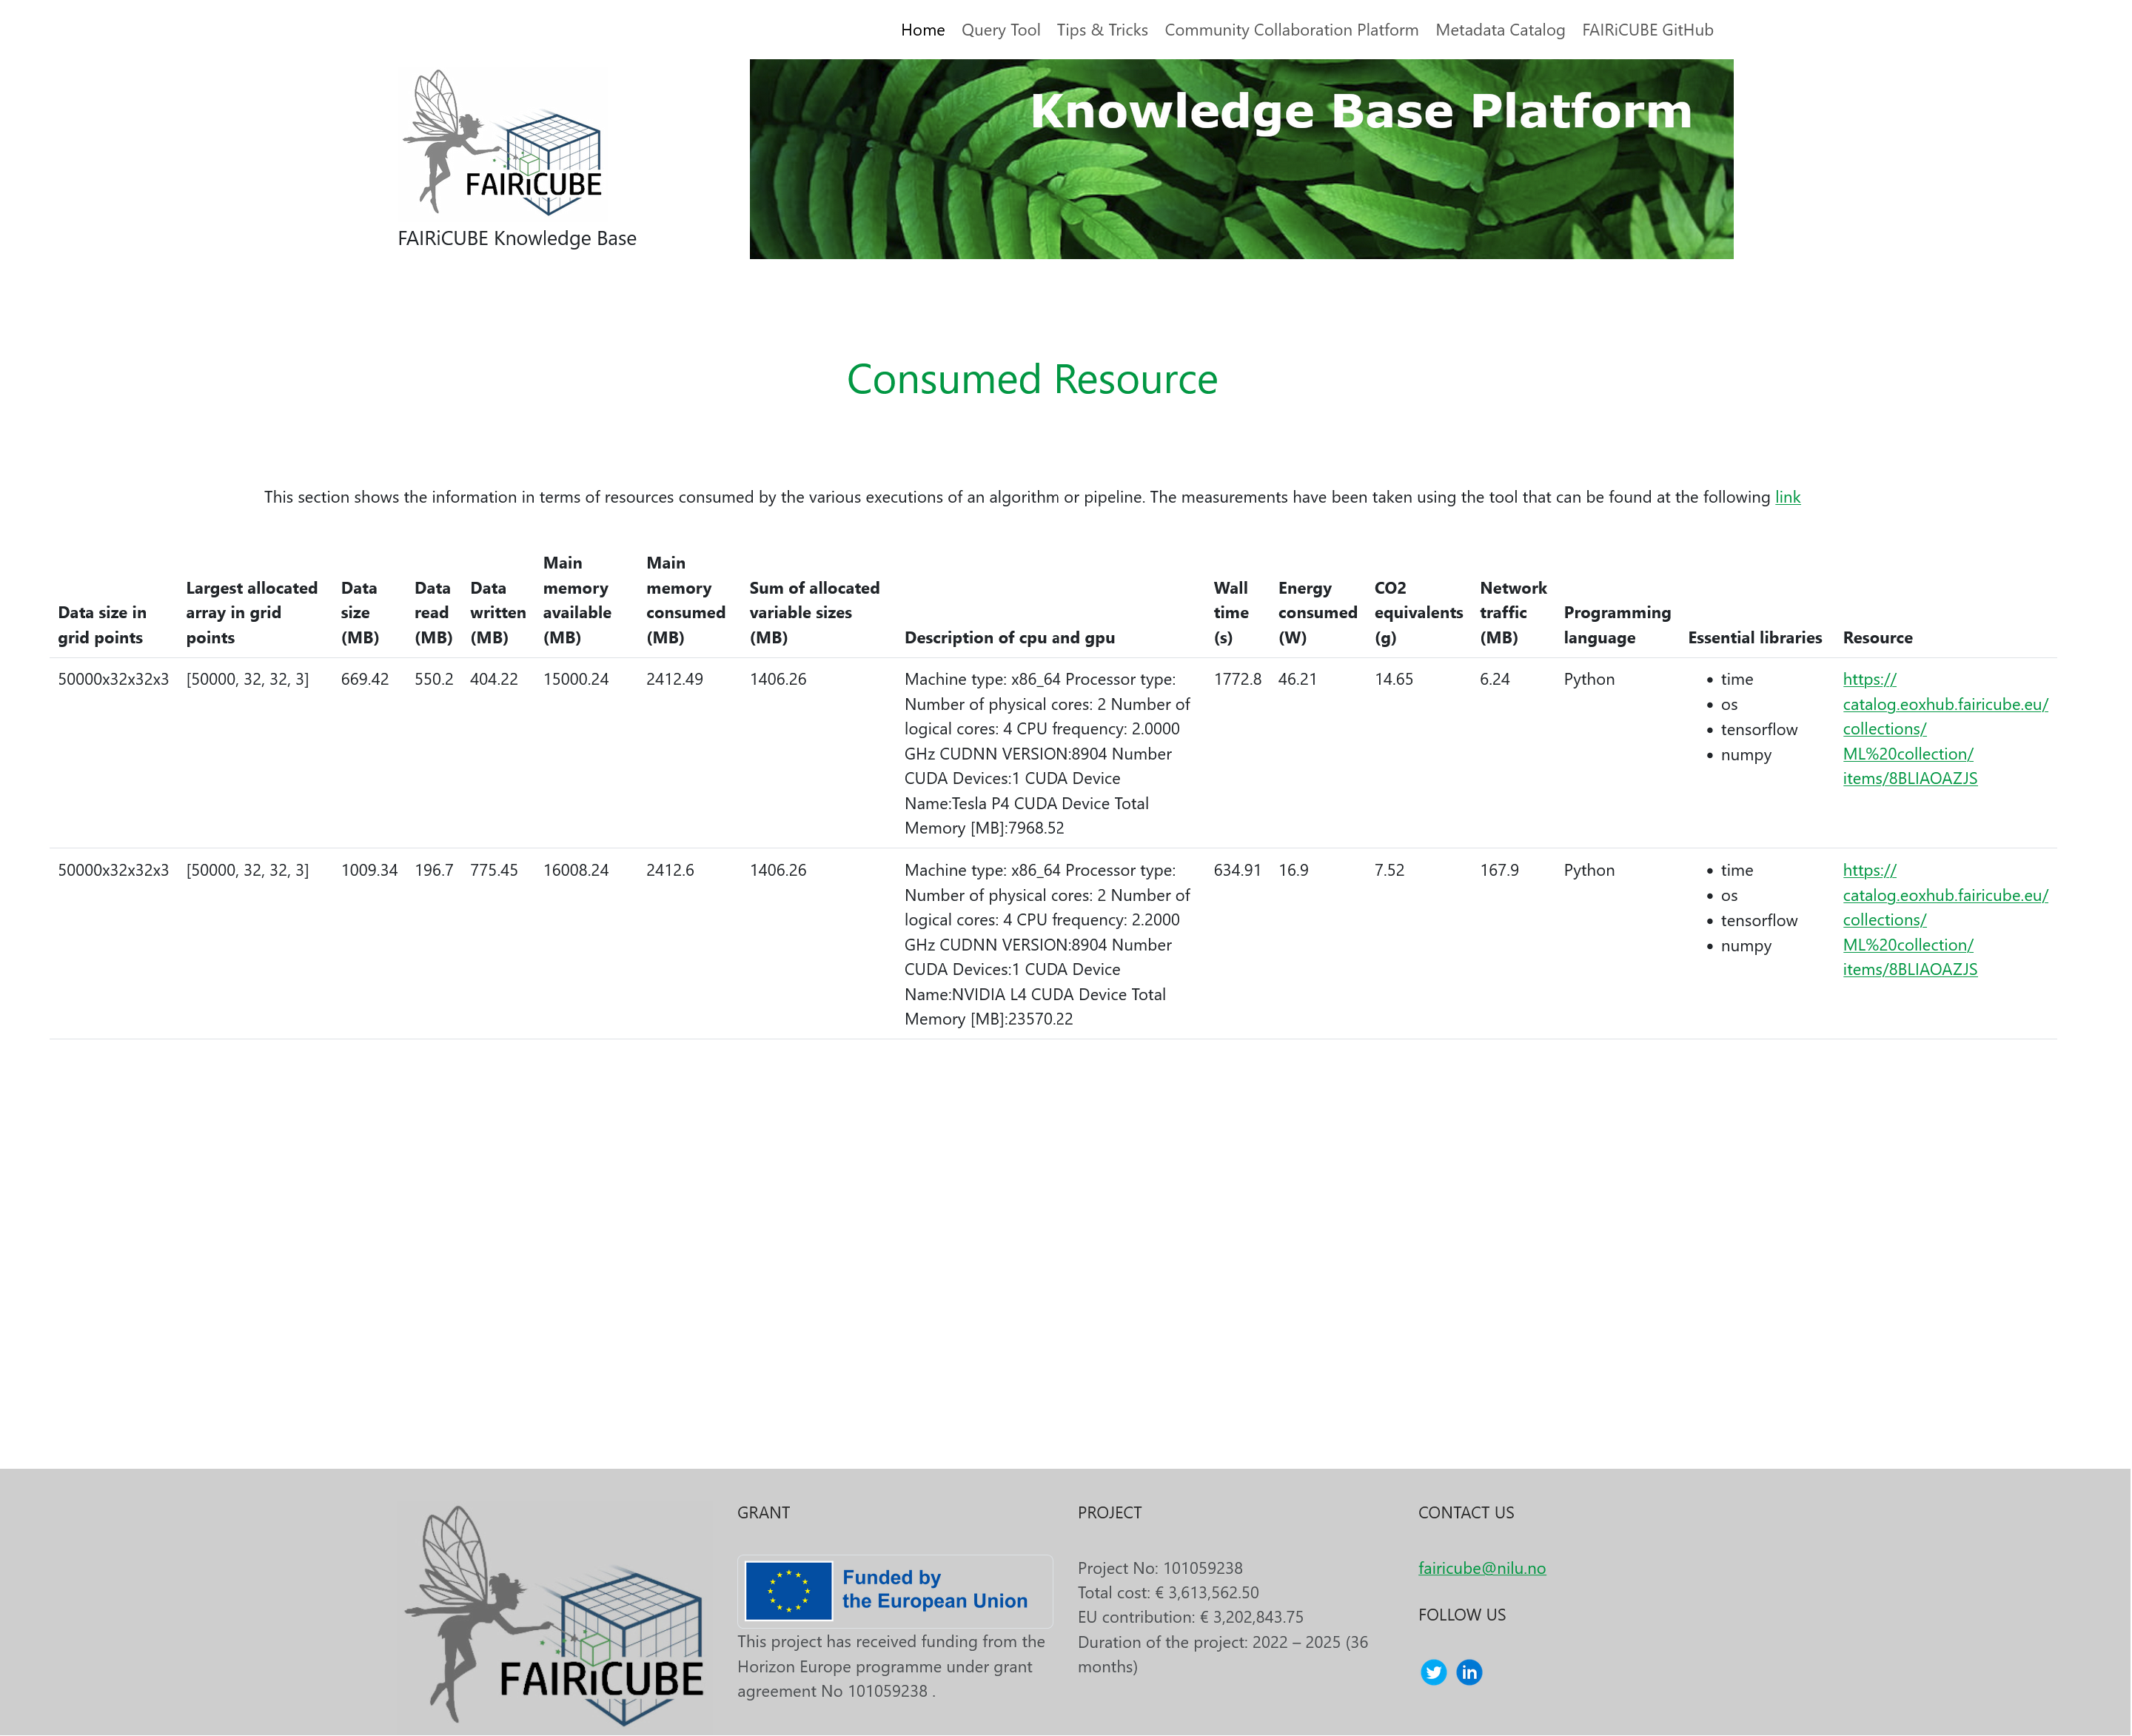 Home Query Tool Tips & Tricks Community Collaboration Platform Metadata Catalog FAIRiCUBE GitHub
FAIRiCUBE
FAIRiCUBE Knowledge Base
Knowledge Base Platform
Consumed Resource
This section shows the information in terms of resources consumed by the various executions of an algorithm or pipeline. The measurements have been taken using the tool that can be found at the following link
Data size in
grid points
Largest allocated
array in grid
points
Data
size
(MB)
Data
read
(MB)
Data
written
(MB)
Main
memory
available
(MB)
Main
memory
consumed
(MB)
Sum of allocated
variable sizes
(MB)
Description of cpu and gpu
Wall
time
(s)
Energy
consumed
(W)
CO2
equivalents
(g)
Network
traffic
(MB)
Programming
language
Essential libraries
Resource
50000x32x32x3
[50000, 32, 32, 3]
669.42
550.2
404.22
15000.24
2412.49
1406.26
Machine type: x86_64 Processor type:
Number of physical cores: 2 Number of
logical cores: 4 CPU frequency: 2.0000
GHz CUDNN VERSION:8904 Number
CUDA Devices:1 CUDA Device
Name:Tesla P4 CUDA Device Total
Memory [MB]:7968.52
1772.8
46.21
14.65
6.24
Python
• time
• os
• tensorflow
• numpy
https://
catalog.eoxhub.fairicube.eu/
collections/
ML%20collection/
items/8BLIAOAZJS
50000x32x32x3
[50000, 32, 32, 3]
1009.34
196.7
775.45
16008.24
2412.6
1406.26
Machine type: x86_64 Processor type:
Number of physical cores: 2 Number of
logical cores: 4 CPU frequency: 2.2000
GHz CUDNN VERSION:8904 Number
CUDA Devices:1 CUDA Device
Name:NVIDIA L4 CUDA Device Total
Memory [MB]:23570.22
634.91
16.9
7.52
167.9
Python
• time
• os
• tensorflow
• numpy
https://
catalog.eoxhub.fairicube.eu/
collections/
ML%20collection/
items/8BLIAOAZJS
FAIRiCUBE
GRANT
Funded by
the European Union
This project has received funding from the
Horizon Europe programme under grant
agreement No 101059238 .
PROJECT
Project No: 101059238
Total cost: € 3,613,562.50
EU contribution: € 3,202,843.75
Duration of the project: 2022 – 2025 (36
months)
CONTACT US
fairicube@nilu.no
FOLLOW US
in